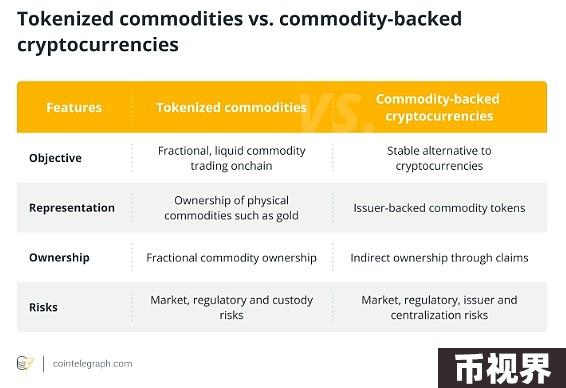 Tokenized commodities vs. commodity-backed
cryptocurrencies
VS.
Features
Tokenized commodities
Commodity-backed
cryptocurrencies
Objective
Fractional, liquid commodity
trading onchain
Stable alternative to
cryptocurrencies
Representation
Ownership of physical
commodities such as gold
Issuer-backed commodity tokens
Ownership
Fractional commodity ownership
Indirect ownership through claims
Risks
Market, regulatory and custody
risks
Market, regulatory, issuer and
centralization risks
cointelegraph.com
币视界